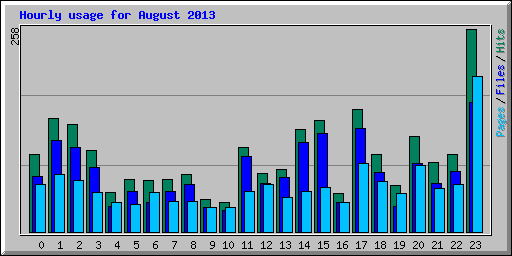 Hourly usage for August 2013
258
Pages/Files/Hits
0 1 2 3 4 5 6 7 8 9 10 11 12 13 14 15 16 17 18 19 20 21 22 23